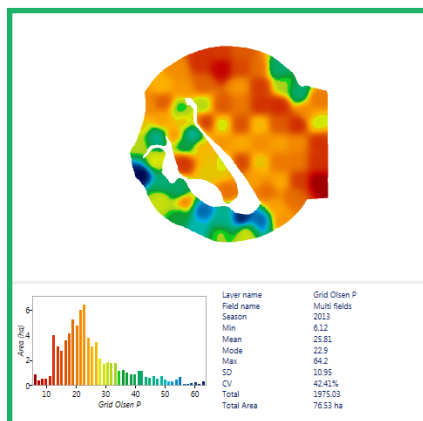 Area (ha)
6
4
2
0
10 20 30 40 50 60
Grid Olsen P
Layer name Grid Olsen P
Field name Multi fields
Season 2013
Min 6.12
Mean 25.81
Mode 22.9
Max 64.2
SD 10.95
CV 42.41%
Total 1975.03
Total Area 76.53 ha